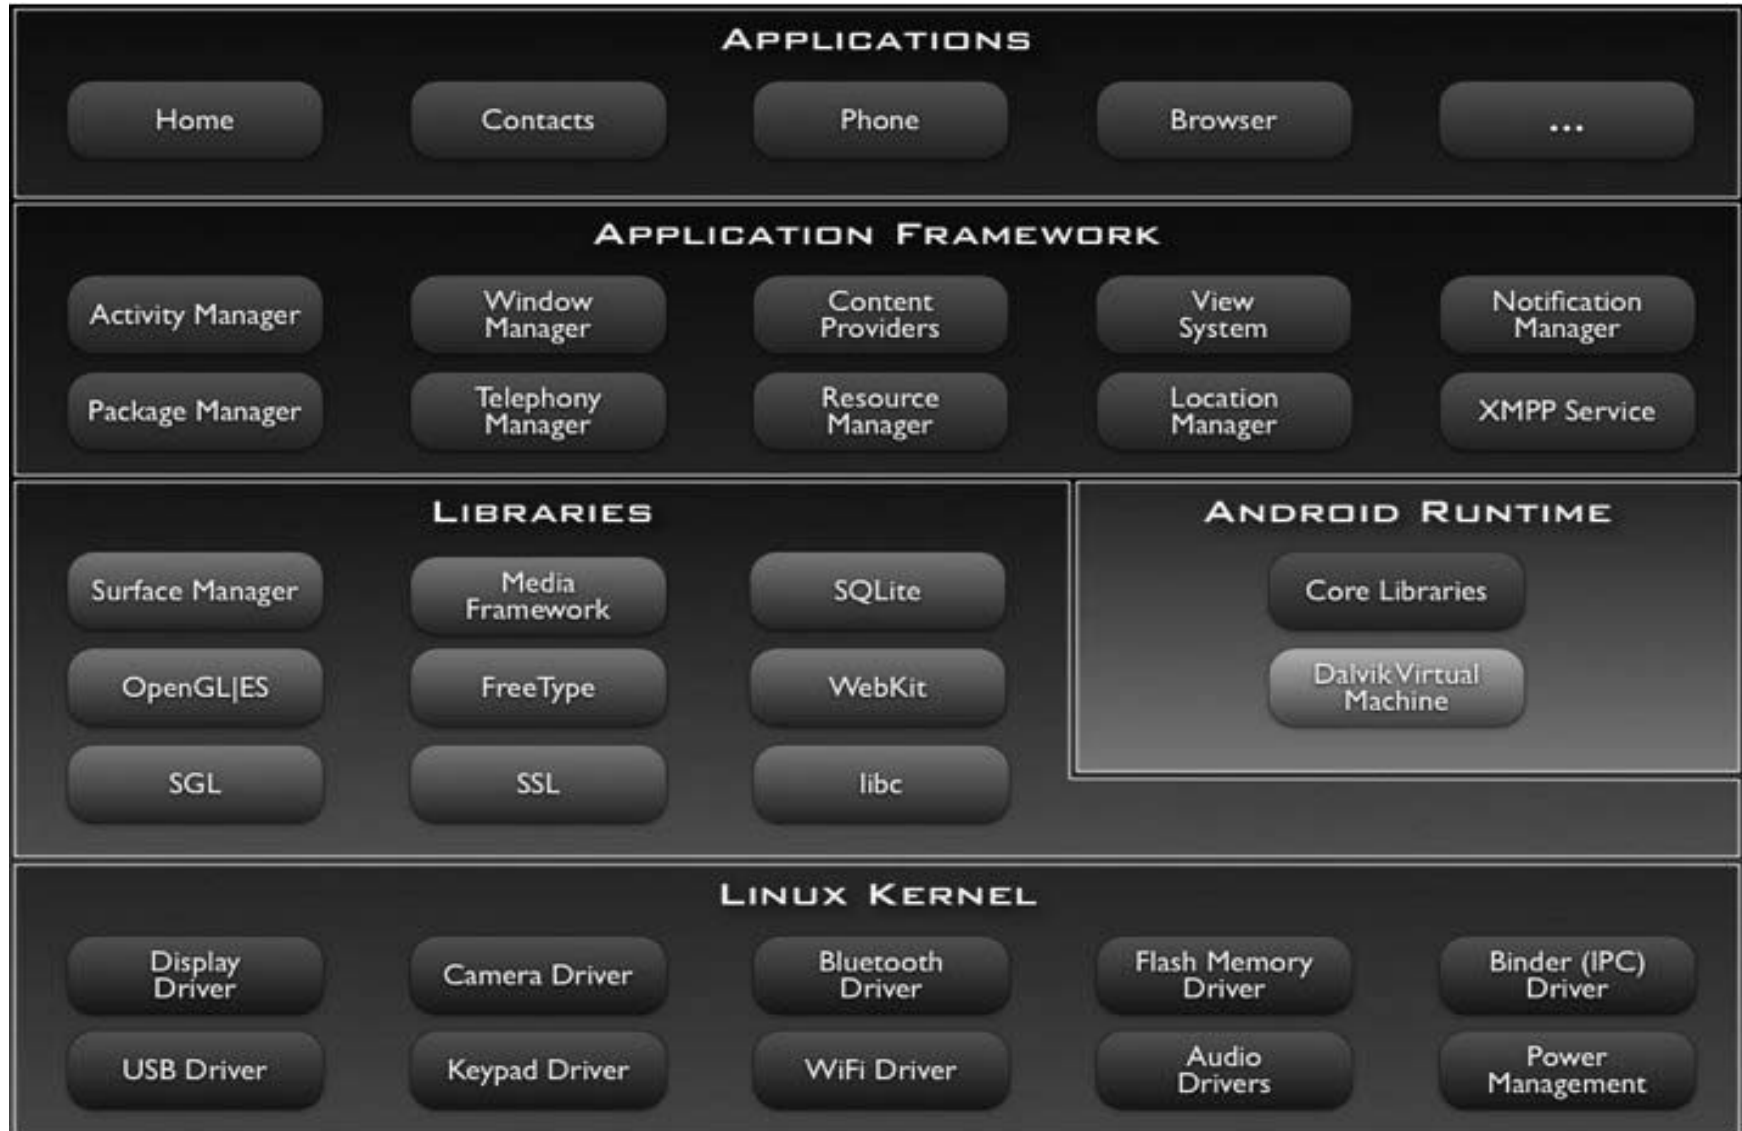 APPLICATIONS
Home
Contacts
Phone
Browser
...
APPLICATION FRAMEWORK
Activity Manager
Window
Manager
Content
Providers
View
System
Notification
Manager
Package Manager
Telephony
Manager
Resource
Manager
Location
Manager
XMPP Service
LIBRARIES
Surface Manager
Media
Framework
SQLite
OpenGL|ES
FreeType
WebKit
SGL
SSL
libc
ANDROID RUNTIME
Core Libraries
Dalvik Virtual
Machine
LINUX KERNEL
Display
Driver
Camera Driver
Bluetooth
Driver
Flash Memory
Driver
Binder (IPC)
Driver
USB Driver
Keypad Driver
WiFi Driver
Audio
Drivers
Power
Management